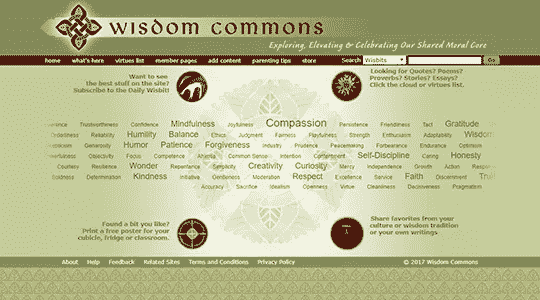 WISDOM COMMONS
Exploring, Elevating & Celebrating Our Shared Moral Core
home what's here virtues list member pages add content parenting tips store Search Wisbits Go
Want to see
the best stuff on the site?
Subscribe to the Daily Wisbit!
Looking for Quotes? Poems?
Proverbs? Stories? Essays?
Click the cloud or virtues list.
Trustworthiness Confidence Mindfulness Joyfulness Compassion Persistence Friendliness Tact Gratitude
Orderliness Reliability Humility Balance Ethics Judgment Fairness Playfulness Strength Enthusiasm Adaptability Wisdom
Generosity Humor Patience Forgiveness Industry Prudence Peacemaking Forbearance Endurance Optimism
Objectivity Focus Competence Altruism Common Sense Intention Contentment Self-Discipline Caring Honesty
Courtesy Resilience Wonder Repentance Simplicity Creativity Curiosity Mercy Independence Growth Action
Boldness Determination Kindness Initiative Gentleness Moderation Respect Excellence Service Faith Discernment
Accuracy Sacrifice Idealism Openness Virtue Cleanliness Decisiveness Pragmatism
Found a bit you like?
Print a free poster for your
cubicle, fridge or classroom.
Share favorites from your
culture or wisdom tradition
or your own writings
About Help Feedback Related Sites Terms and Conditions Privacy Policy © 2017 Wisdom Commons